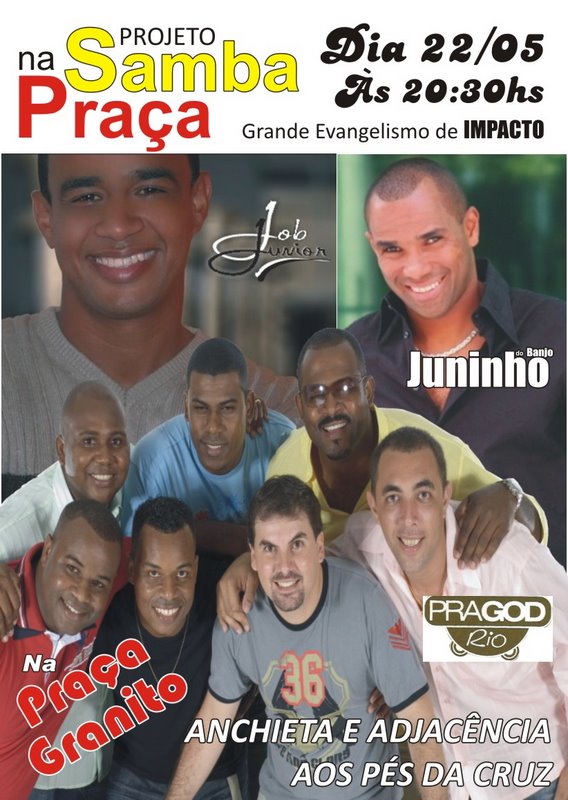 PROJETO
na Samba
Praça
Dia 22/05
Às 20:30hs
Grande Evangelismo de IMPACTO
Job
Junior
Juninho do Banjo
36
PRAGOD
Rio
Na
Praça
Granito
ANCHIETA E ADJACÊNCIA
AOS PÉS DA CRUZ